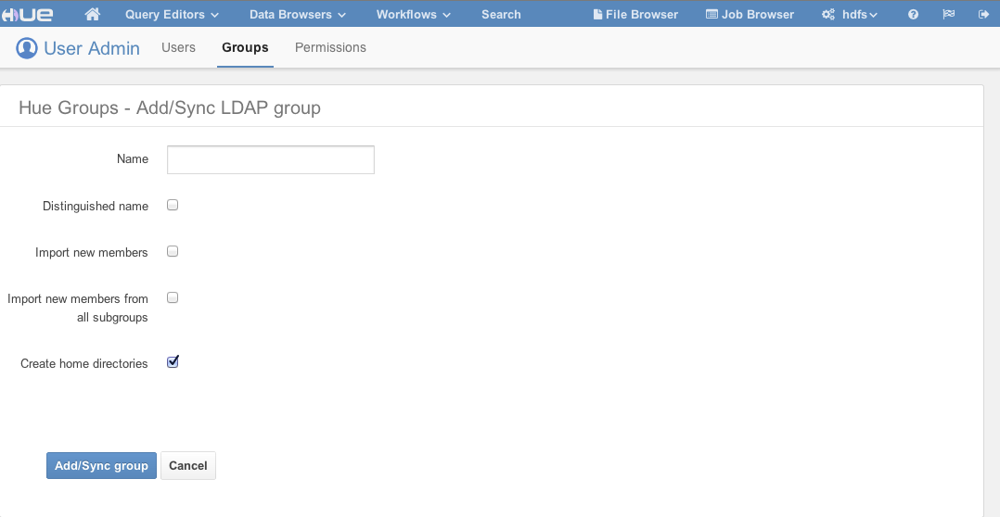 HUE Query Editors Data Browsers Workflows Search File Browser Job Browser hdfs
User Admin Users Groups Permissions
Hue Groups - Add/Sync LDAP group
Name
Distinguished name
Import new members
Import new members from
all subgroups
Create home directories
Add/Sync group Cancel